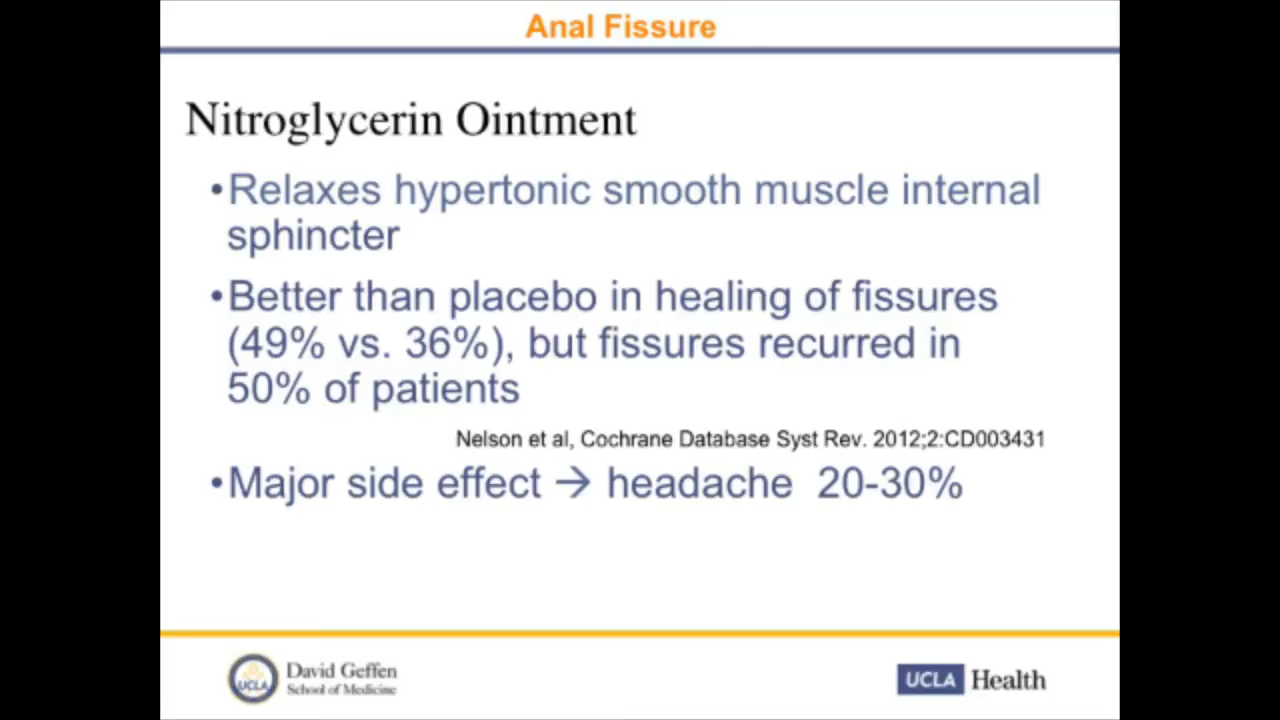 Anal Fissure
Nitroglycerin Ointment
•Relaxes hypertonic smooth muscle internal
sphincter
•Better than placebo in healing of fissures
(49% vs. 36%), but fissures recurred in
50% of patients
Nelson et al, Cochrane Database Syst Rev. 2012;2:CD003431
•Major side effect → headache 20-30%
UCLA
David Geffen
School of Medicine
UCLA Health